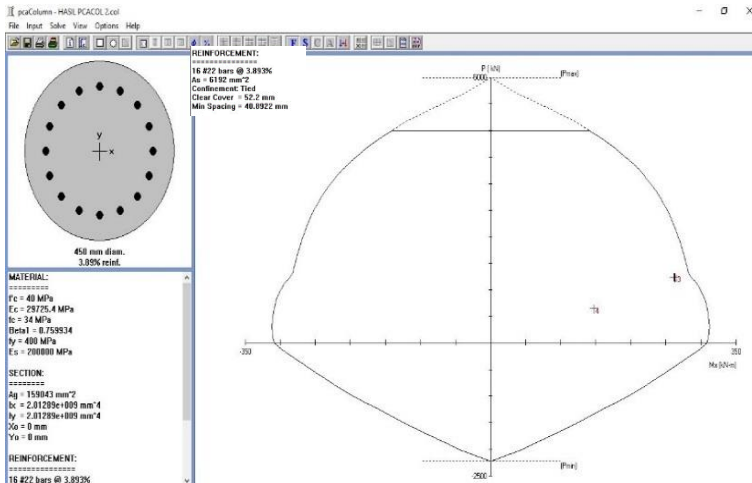 pcaColumn - HASIL PCACOL 2.col
File Input Solve View Options Help
REINFORCEMENT:
===============
16 #22 bars @ 3.893%
As = 6192 mm^2
Confinement: Tied
Clear Cover = 52.2 mm
Min Spacing = 40.8922 mm
y
x
450 mm diam.
3.89% reinf.
MATERIAL:
=========
f'c = 40 MPa
Ec = 29725.4 MPa
fc = 34 MPa
Beta1 = 0.759934
fy = 400 MPa
Es = 200000 MPa
SECTION:
========
Ag = 159043 mm^2
Ix = 2.01289e+009 mm^4
Iy = 2.01289e+009 mm^4
Xo = 0 mm
Yo = 0 mm
REINFORCEMENT:
===============
16 #22 bars @ 3.893%
P [ kN]
6000
[Pmax]
-350
350
Mx [kN-m]
[Pmin]
-2500